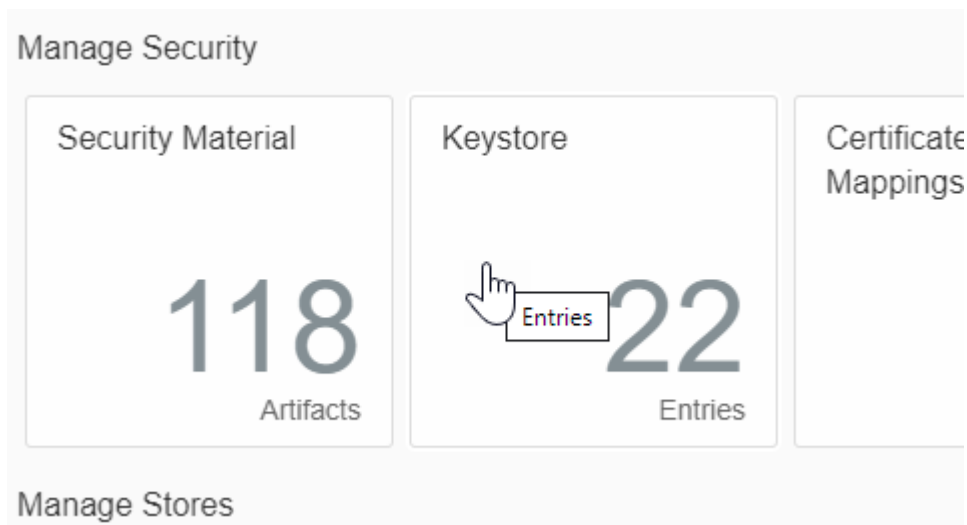 Manage Security
Security Material
118
Artifacts
Keystore
Entries
22
Entries
Certificate
Mappings
Manage Stores